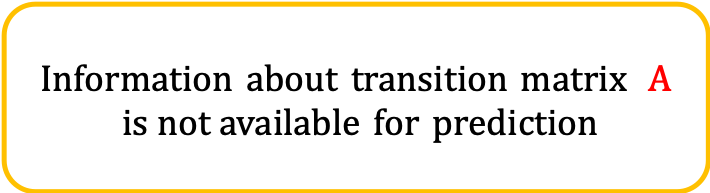 Information about transition matrix A
is not available for prediction